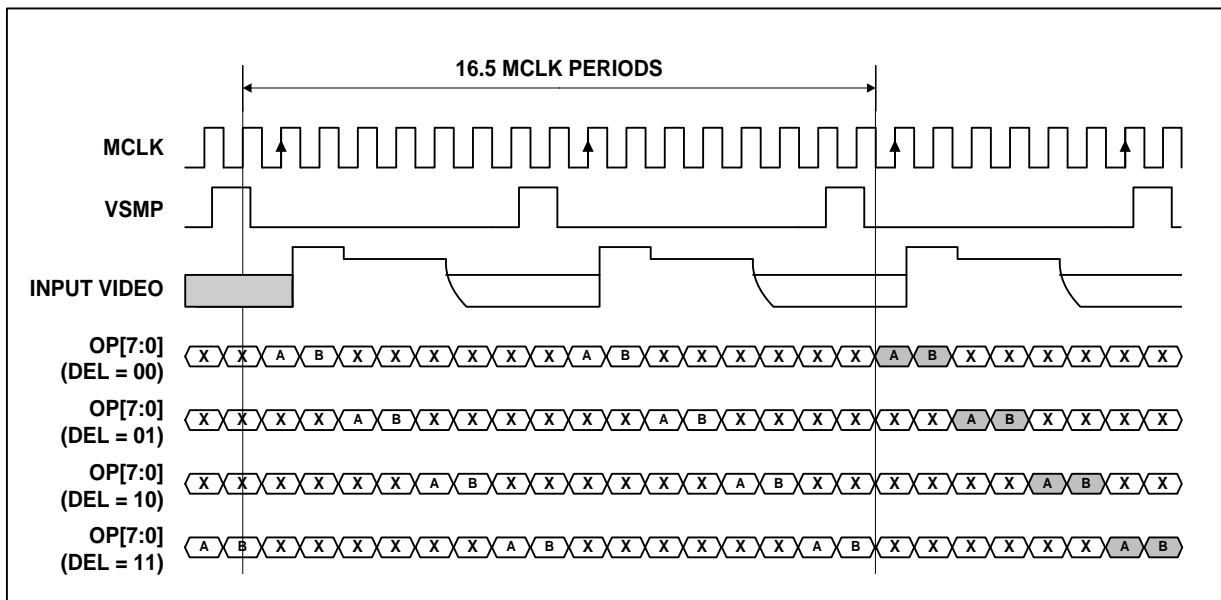 16.5 MCLK PERIODS
MCLK
VSMP
INPUT VIDEO
OP[7:0]
(DEL = 00)
X X A B X X X X X X A B X X X X X X A B X X X X X X
OP[7:0]
(DEL = 01)
X X X X A B X X X X X X A B X X X X X X A B X X X X
OP[7:0]
(DEL = 10)
X X X X X X A B X X X X X X A B X X X X X X A B X X
OP[7:0]
(DEL = 11)
A B X X X X X X A B X X X X X X A B X X X X X X A B